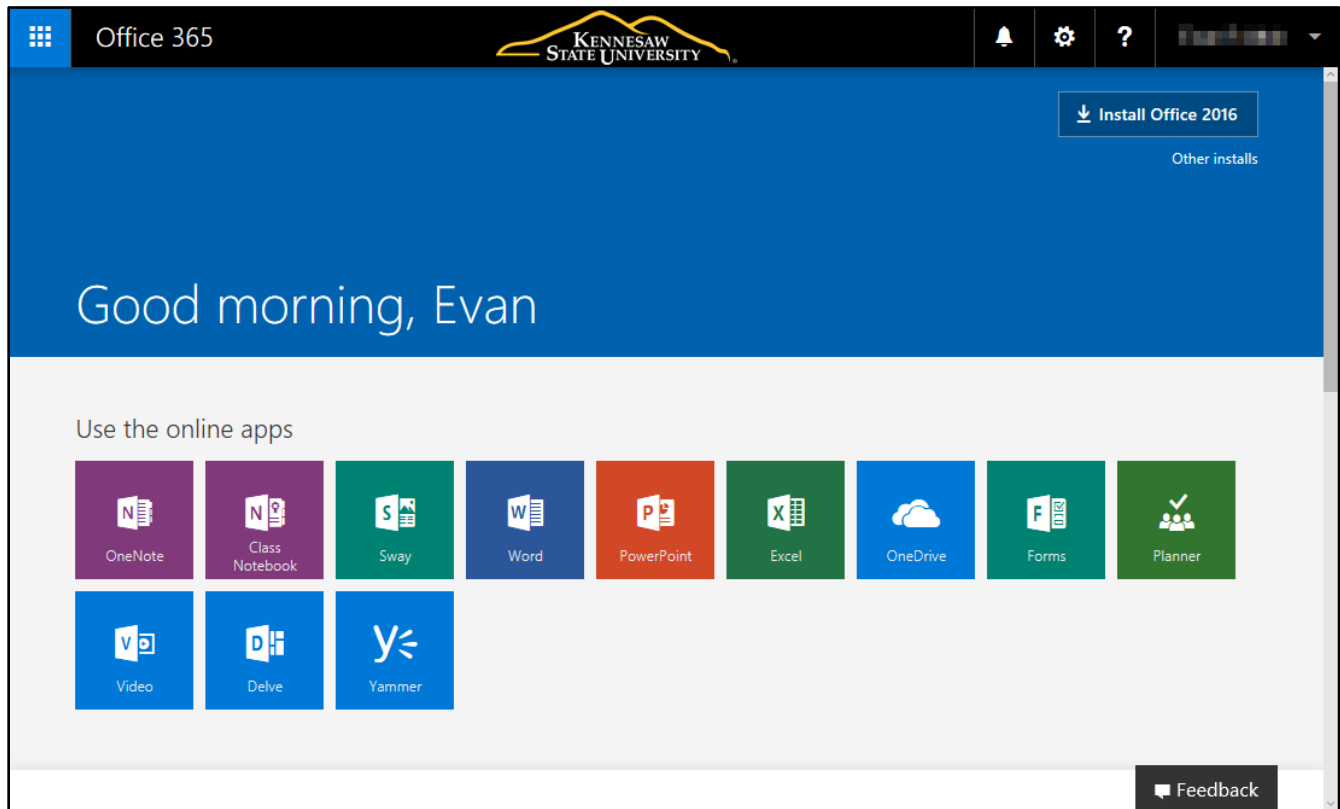 Office 365
KENNESAW
STATE UNIVERSITY
?
Install Office 2016
Other installs
Good morning, Evan
Use the online apps
N
OneNote
N
Class
Notebook
S
Sway
W
Word
P
PowerPoint
X
Excel
OneDrive
F
Forms
Planner
V
Video
D
Delve
Yammer
Feedback